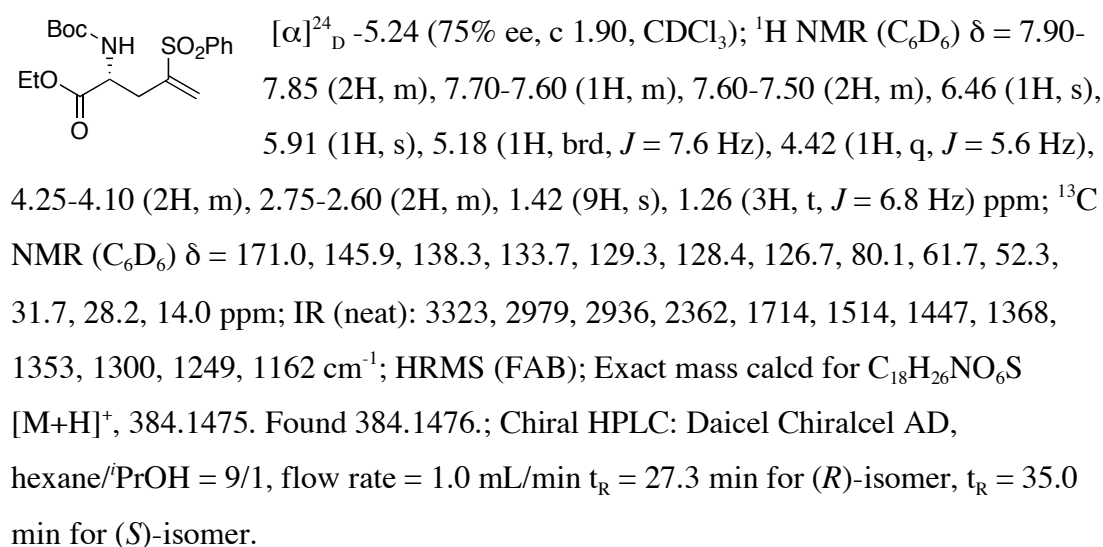 Boc
NH
SO₂Ph
EtO
O
[α]²⁴_D -5.24 (75% ee, c 1.90, CDCl₃); ¹H NMR (C₆D₆) δ = 7.90-
7.85 (2H, m), 7.70-7.60 (1H, m), 7.60-7.50 (2H, m), 6.46 (1H, s),
5.91 (1H, s), 5.18 (1H, brd, J = 7.6 Hz), 4.42 (1H, q, J = 5.6 Hz),
4.25-4.10 (2H, m), 2.75-2.60 (2H, m), 1.42 (9H, s), 1.26 (3H, t, J = 6.8 Hz) ppm; ¹³C
NMR (C₆D₆) δ = 171.0, 145.9, 138.3, 133.7, 129.3, 128.4, 126.7, 80.1, 61.7, 52.3,
31.7, 28.2, 14.0 ppm; IR (neat): 3323, 2979, 2936, 2362, 1714, 1514, 1447, 1368,
1353, 1300, 1249, 1162 cm⁻¹; HRMS (FAB); Exact mass calcd for C₁₈H₂₆NO₆S
[M+H]⁺, 384.1475. Found 384.1476.; Chiral HPLC: Daicel Chiralcel AD,
hexane/ⁱPrOH = 9/1, flow rate = 1.0 mL/min t_R = 27.3 min for (R)-isomer, t_R = 35.0
min for (S)-isomer.